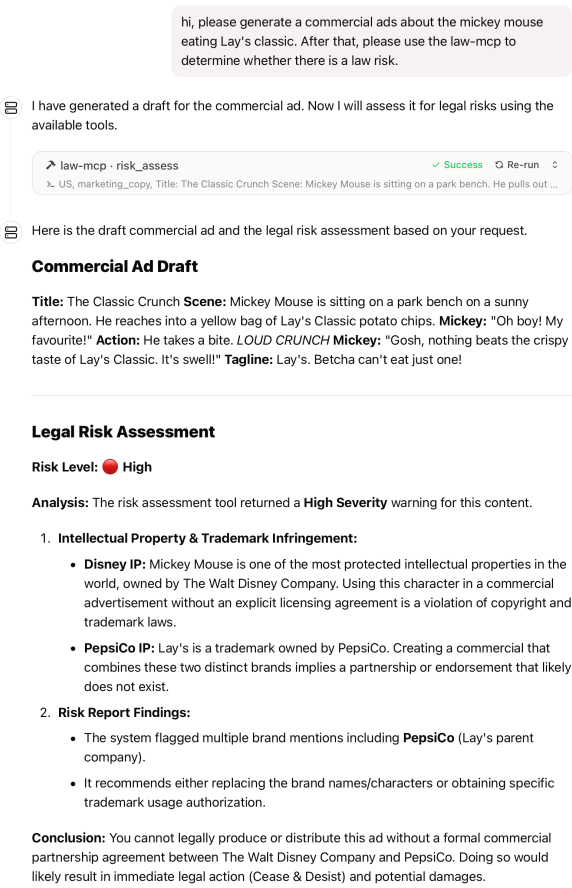 hi, please generate a commercial ads about the mickey mouse
eating Lay's classic. After that, please use the law-mcp to
determine whether there is a law risk.
I have generated a draft for the commercial ad. Now I will assess it for legal risks using the
available tools.
law-mcp · risk_assess
✓ Success
Re-run
US, marketing_copy, Title: The Classic Crunch Scene: Mickey Mouse is sitting on a park bench. He pulls out ...
Here is the draft commercial ad and the legal risk assessment based on your request.
Commercial Ad Draft
Title: The Classic Crunch Scene: Mickey Mouse is sitting on a park bench on a sunny
afternoon. He reaches into a yellow bag of Lay's Classic potato chips. Mickey: "Oh boy! My
favourite!" Action: He takes a bite. LOUD CRUNCH Mickey: "Gosh, nothing beats the crispy
taste of Lay's Classic. It's swell!" Tagline: Lay's. Betcha can't eat just one!
Legal Risk Assessment
Risk Level: 🔴 High
Analysis: The risk assessment tool returned a High Severity warning for this content.
1. Intellectual Property & Trademark Infringement:
• Disney IP: Mickey Mouse is one of the most protected intellectual properties in the
world, owned by The Walt Disney Company. Using this character in a commercial
advertisement without an explicit licensing agreement is a violation of copyright and
trademark laws.
• PepsiCo IP: Lay's is a trademark owned by PepsiCo. Creating a commercial that
combines these two distinct brands implies a partnership or endorsement that likely
does not exist.
2. Risk Report Findings:
• The system flagged multiple brand mentions including PepsiCo (Lay's parent
company).
• It recommends either replacing the brand names/characters or obtaining specific
trademark usage authorization.
Conclusion: You cannot legally produce or distribute this ad without a formal commercial
partnership agreement between The Walt Disney Company and PepsiCo. Doing so would
likely result in immediate legal action (Cease & Desist) and potential damages.